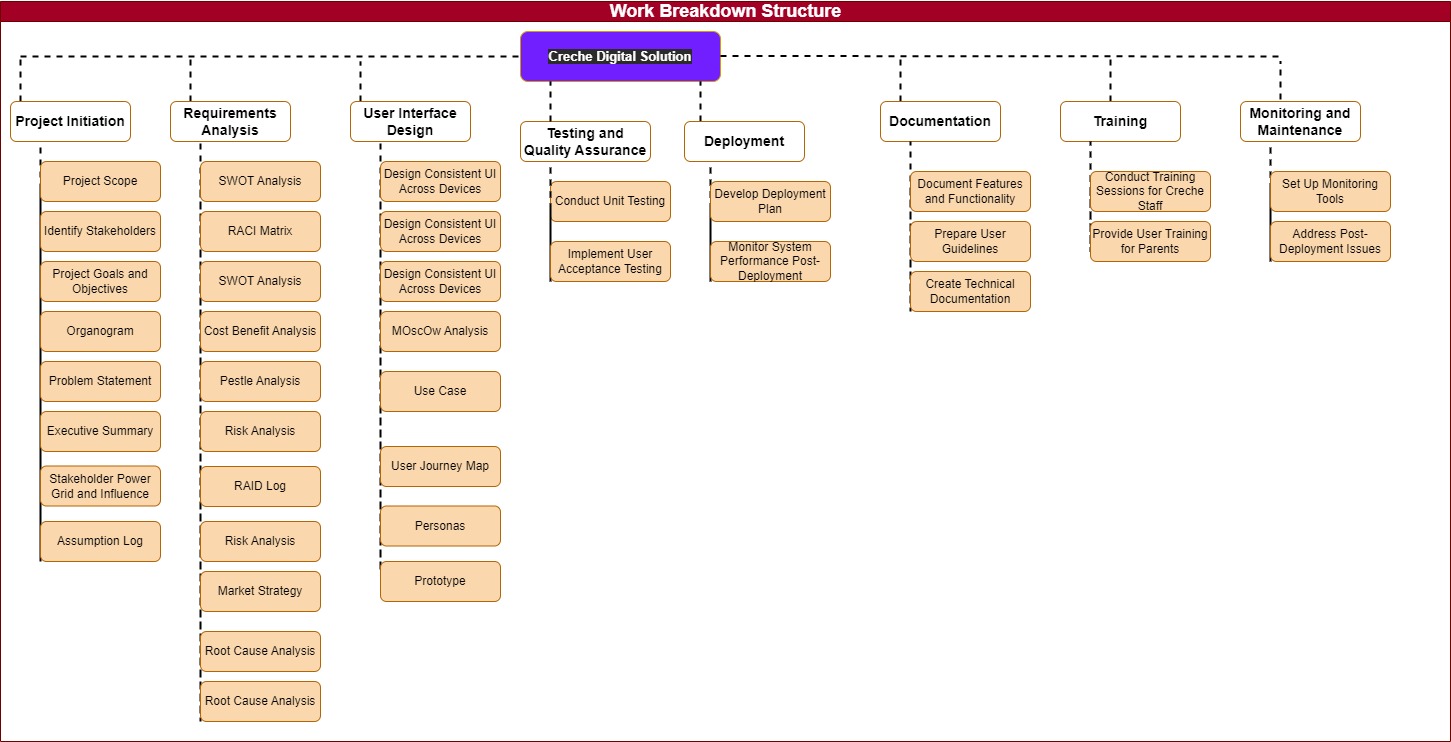 Work Breakdown Structure
Creche Digital Solution
Project Initiation
Project Scope
Identify Stakeholders
Project Goals and
Objectives
Organogram
Problem Statement
Executive Summary
Stakeholder Power
Grid and Influence
Assumption Log
Requirements
Analysis
SWOT Analysis
RACI Matrix
SWOT Analysis
Cost Benefit Analysis
Pestle Analysis
Risk Analysis
RAID Log
Risk Analysis
Market Strategy
Root Cause Analysis
Root Cause Analysis
User Interface
Design
Design Consistent UI
Across Devices
Design Consistent UI
Across Devices
Design Consistent UI
Across Devices
MOscOw Analysis
Use Case
User Journey Map
Personas
Prototype
Testing and
Quality Assurance
Conduct Unit Testing
Implement User
Acceptance Testing
Deployment
Develop Deployment
Plan
Monitor System
Performance Post-
Deployment
Documentation
Document Features
and Functionality
Prepare User
Guidelines
Create Technical
Documentation
Training
Conduct Training
Sessions for Creche
Staff
Provide User Training
for Parents
Monitoring and
Maintenance
Set Up Monitoring
Tools
Address Post-
Deployment Issues